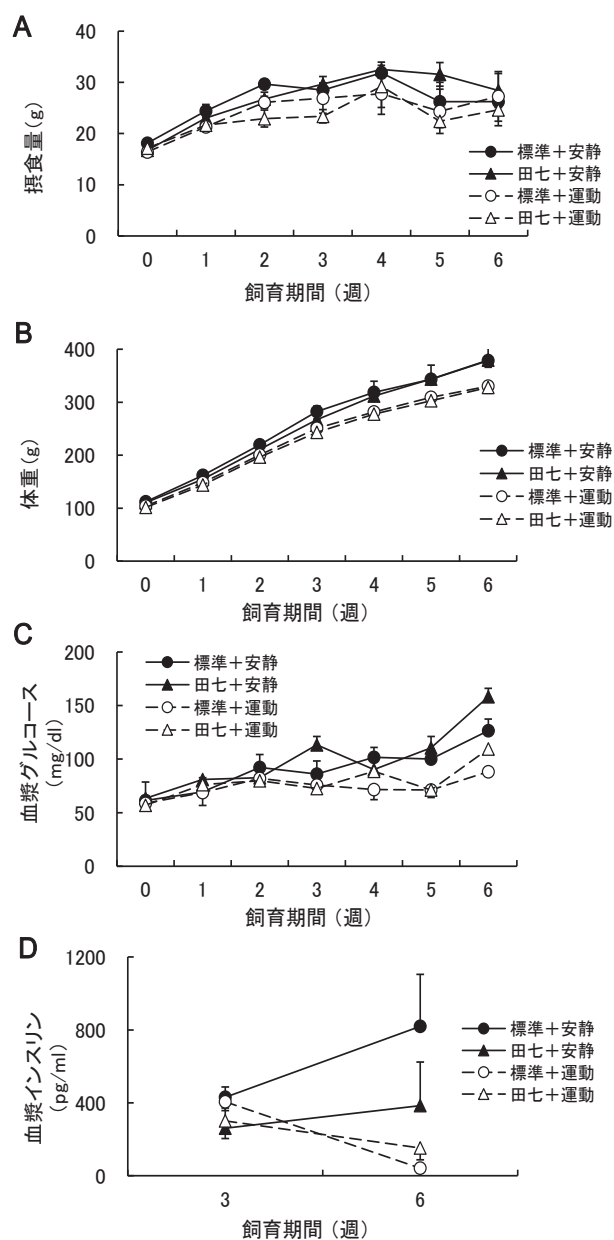 A
摂食量(g)
40
30
20
10
0
標準＋安静
田七＋安静
標準＋運動
田七＋運動
0 1 2 3 4 5 6
飼育期間（週）
B
体重(g)
400
300
200
100
0
標準＋安静
田七＋安静
標準＋運動
田七＋運動
0 1 2 3 4 5 6
飼育期間（週）
C
血漿グルコース
(mg/dl)
200
150
100
50
0
標準＋安静
田七＋安静
標準＋運動
田七＋運動
0 1 2 3 4 5 6
飼育期間（週）
D
血漿インスリン
(pg/ml)
1200
800
400
0
標準＋安静
田七＋安静
標準＋運動
田七＋運動
3 6
飼育期間（週）